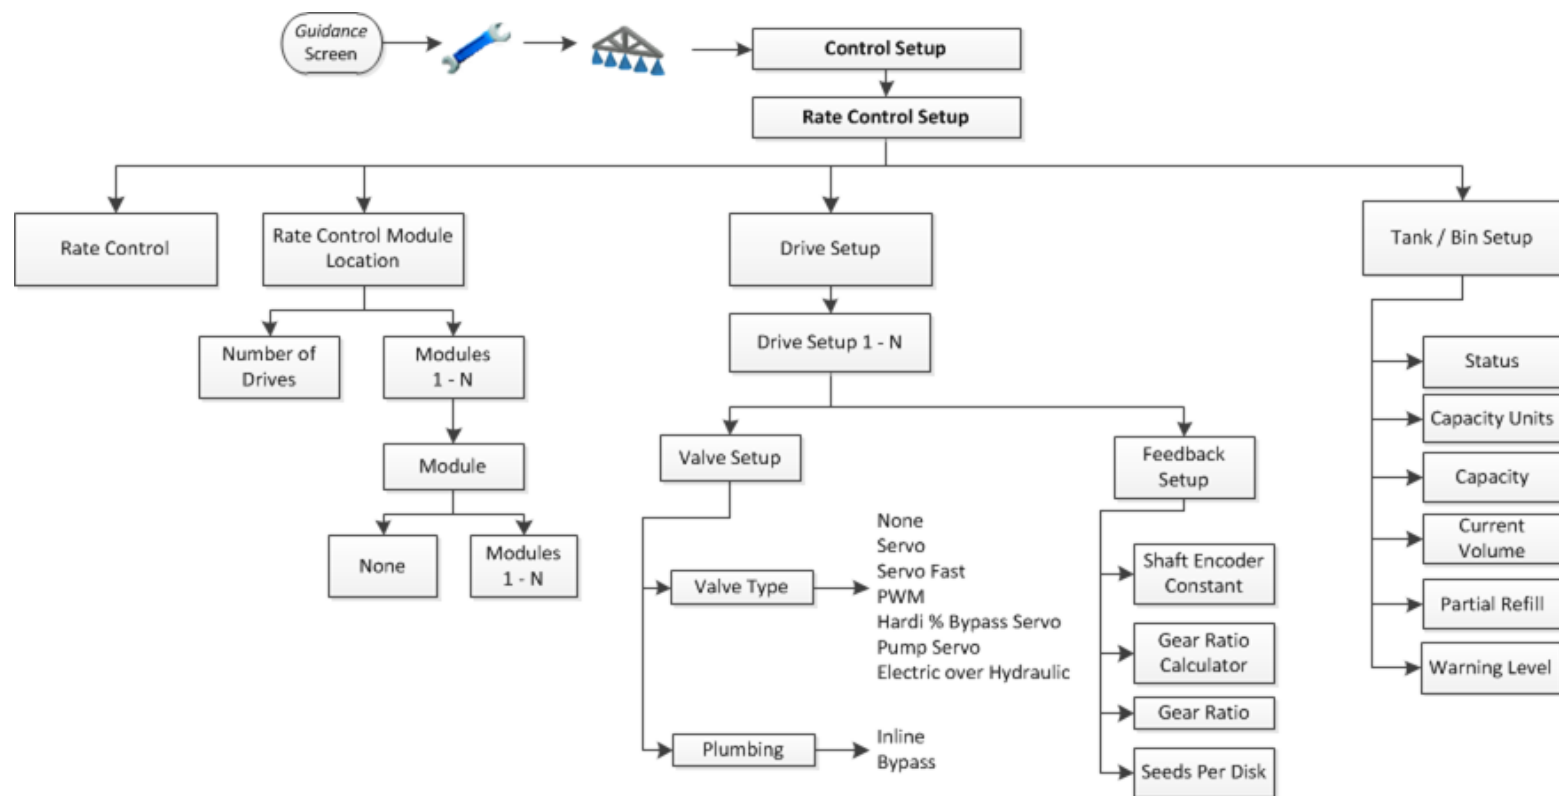 Guidance
Screen
Control Setup
Rate Control Setup
Rate Control
Rate Control Module
Location
Drive Setup
Tank / Bin Setup
Number of
Drives
Modules
1 - N
Drive Setup 1 - N
Module
None
Modules
1 - N
Valve Setup
Feedback
Setup
Valve Type
None
Servo
Servo Fast
PWM
Hardi % Bypass Servo
Pump Servo
Electric over Hydraulic
Plumbing
Inline
Bypass
Shaft Encoder
Constant
Gear Ratio
Calculator
Gear Ratio
Seeds Per Disk
Status
Capacity Units
Capacity
Current
Volume
Partial Refill
Warning Level